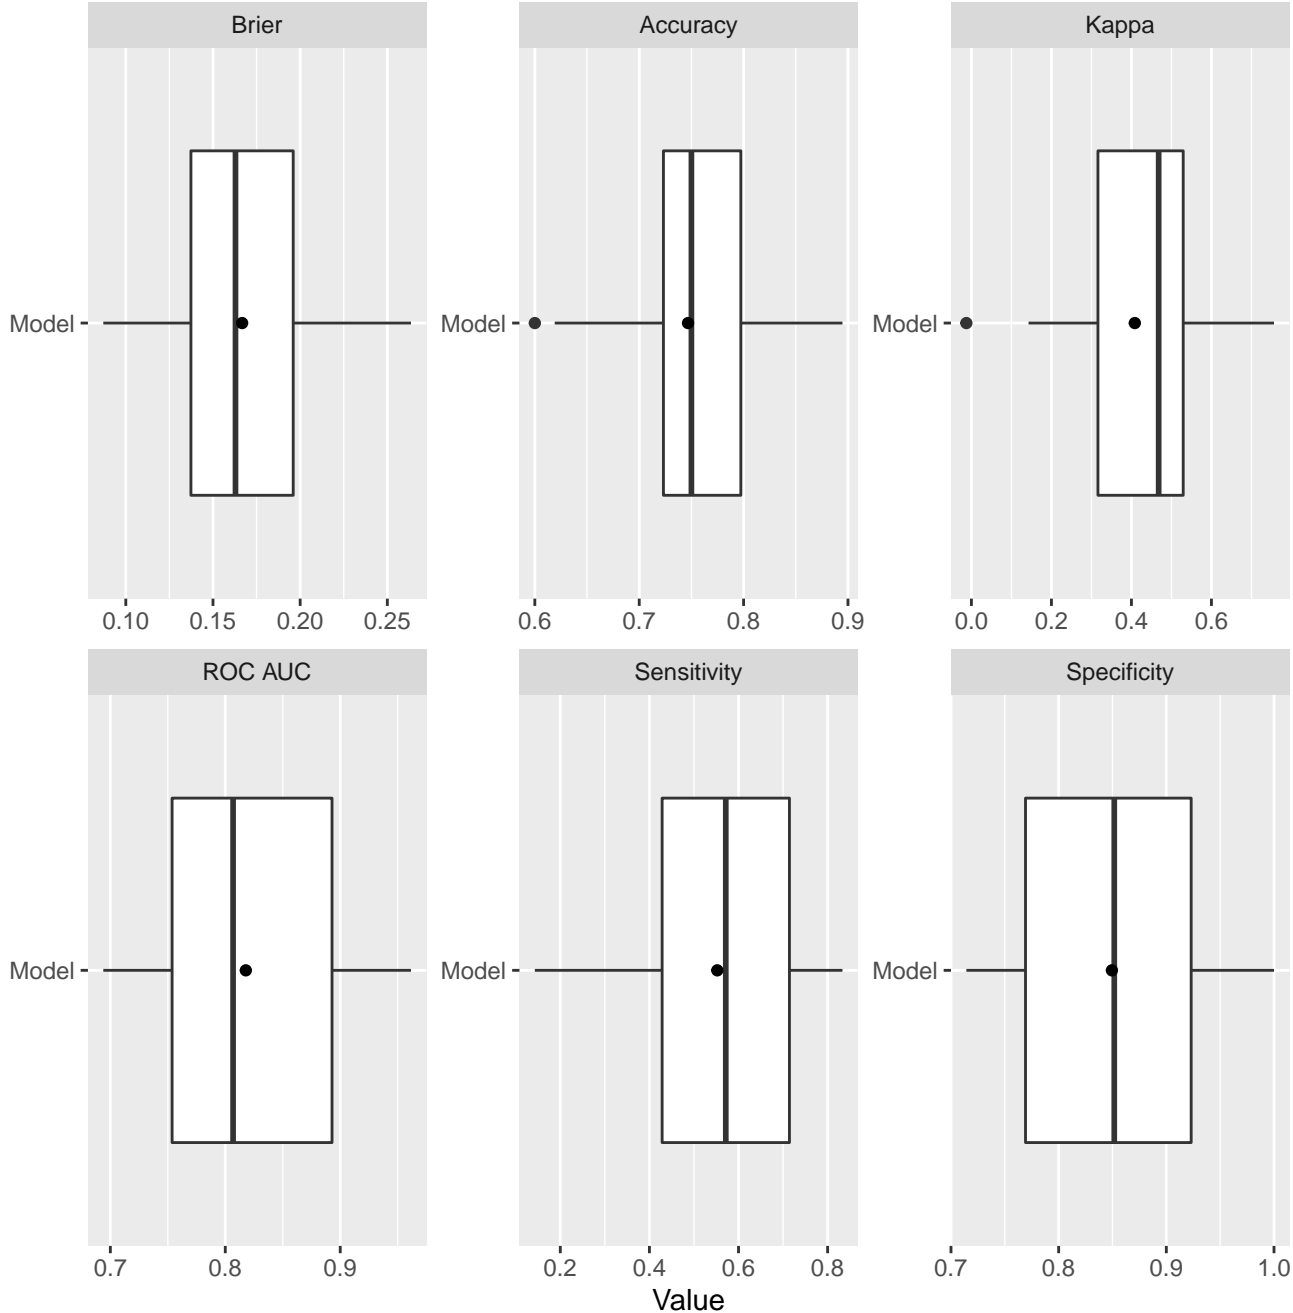 Brier Accuracy Kappa
Model Model Model
0.10 0.15 0.20 0.25 0.6 0.7 0.8 0.9 0.0 0.2 0.4 0.6
ROC AUC Sensitivity Specificity
Model Model Model
0.7 0.8 0.9 0.2 0.4 0.6 0.8 0.7 0.8 0.9 1.0
Value